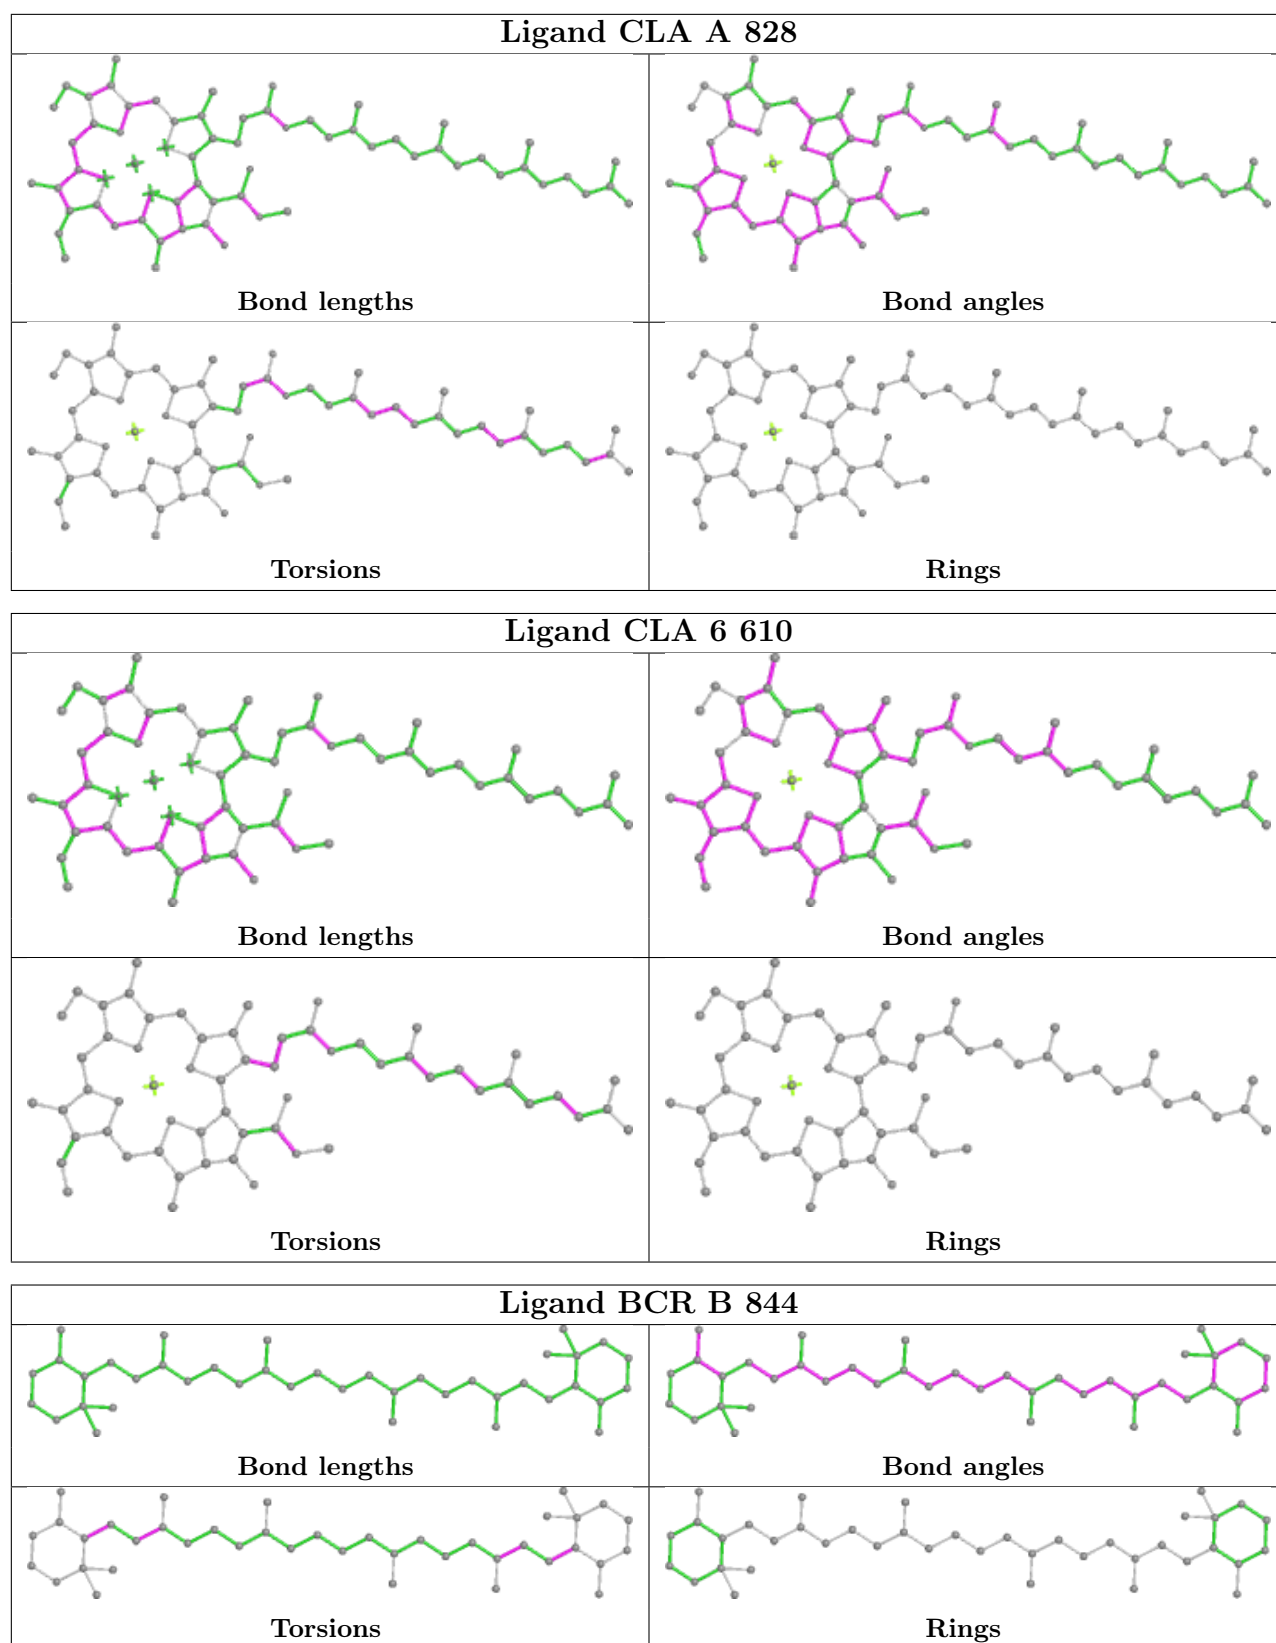 Ligand CLA A 828
Bond lengths
Bond angles
Torsions
Rings
Ligand CLA 6 610
Bond lengths
Bond angles
Torsions
Rings
Ligand BCR B 844
Bond lengths
Bond angles
Torsions
Rings